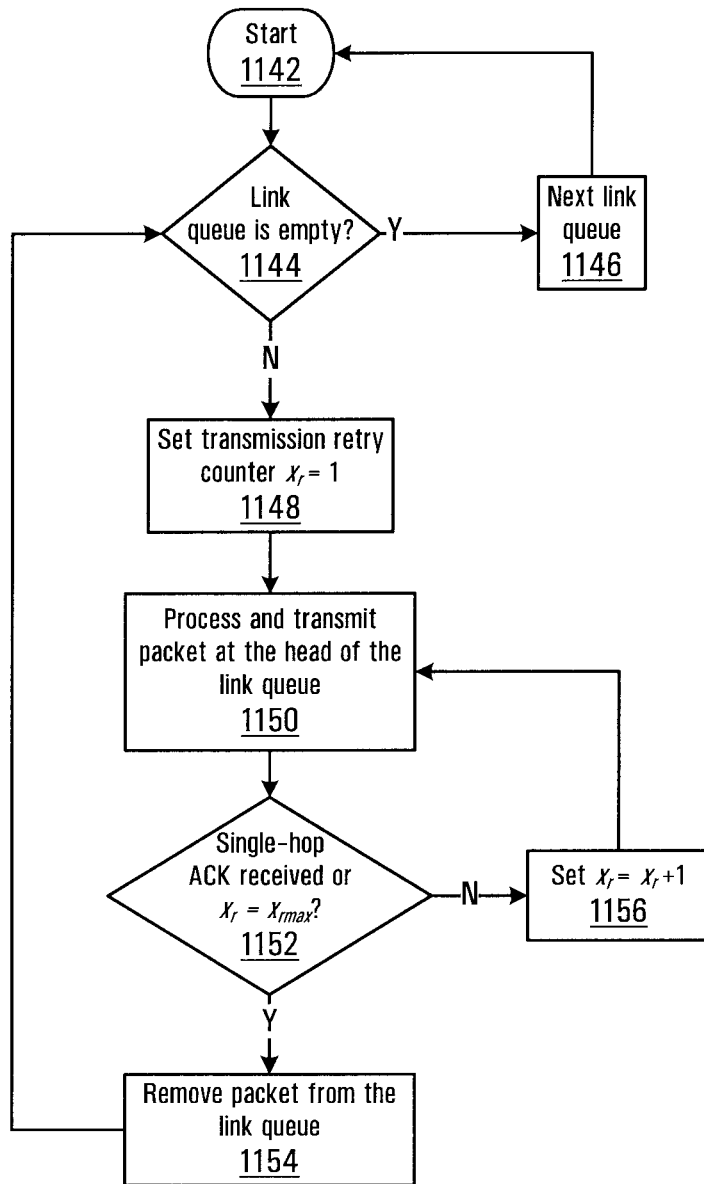 Start
1142
Link
queue is empty?
1144
Y
Next link
queue
1146
N
Set transmission retry
counter xᵣ = 1
1148
Process and transmit
packet at the head of the
link queue
1150
Single-hop
ACK received or
xᵣ = xᵣₘₐₓ?
1152
N
Set xᵣ = xᵣ+1
1156
Y
Remove packet from the
link queue
1154